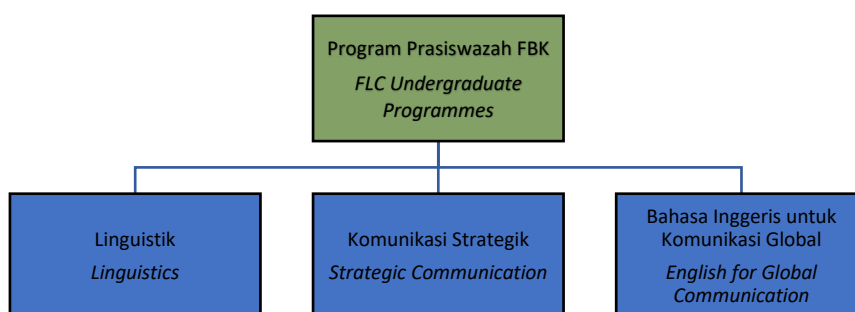 Program Prasiswazah FBK
FLC Undergraduate
Programmes
Linguistik
Linguistics
Komunikasi Strategik
Strategic Communication
Bahasa Inggeris untuk
Komunikasi Global
English for Global
Communication